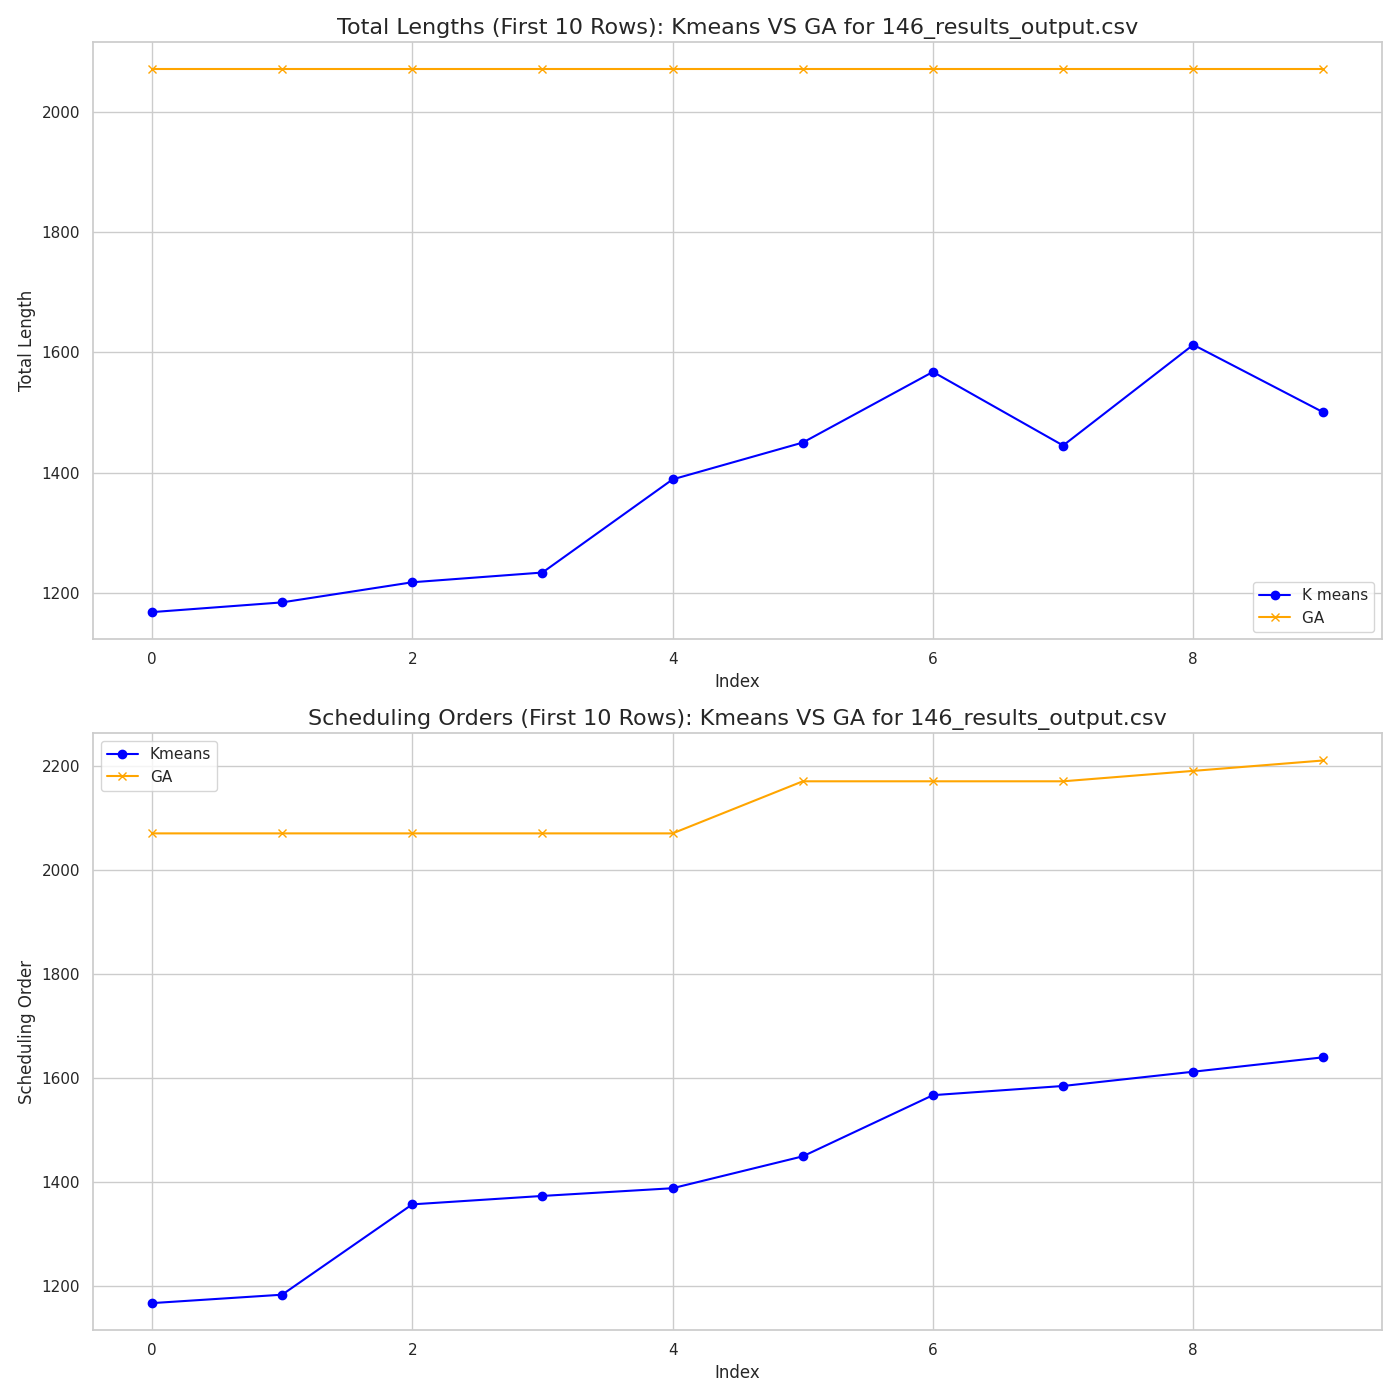 Total Lengths (First 10 Rows): Kmeans VS GA for 146_results_output.csv
Total Length
2000
1800
1600
1400
1200
K means
GA
0 2 4 6 8
Index
Scheduling Orders (First 10 Rows): Kmeans VS GA for 146_results_output.csv
Kmeans
GA
Scheduling Order
2200
2000
1800
1600
1400
1200
0 2 4 6 8
Index